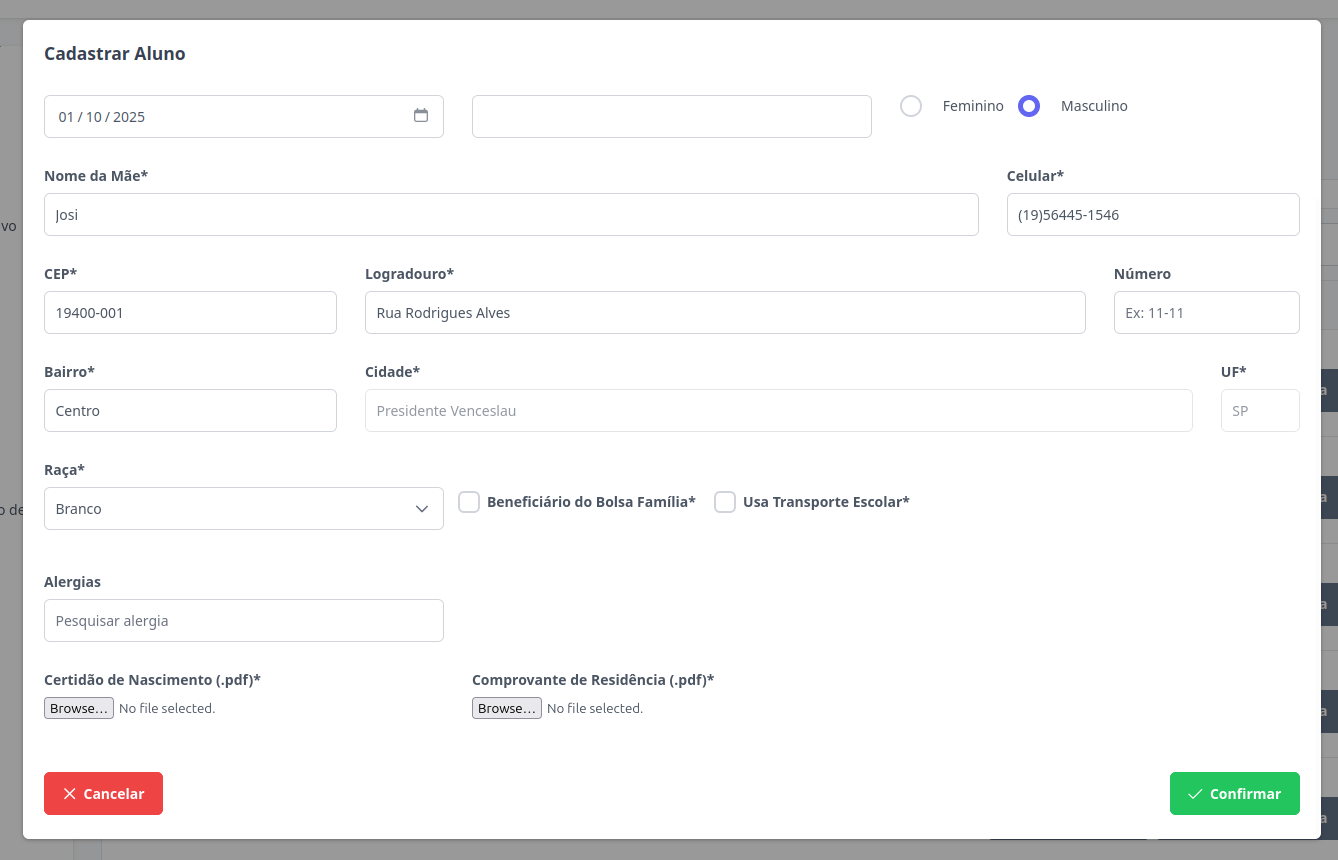 Cadastrar Aluno
01 / 10 / 2025
Feminino Masculino
Nome da Mãe* Celular*
Josi (19)56445-1546
vo
CEP* Logradouro* Número
19400-001 Rua Rodrigues Alves Ex: 11-11
Bairro* Cidade* UF*
Centro Presidente Venceslau SP
a
Raça*
Beneficiário do Bolsa Família* Usa Transporte Escolar*
a
o de Branco
Alergias
a
Pesquisar alergia
Certidão de Nascimento (.pdf)* Comprovante de Residência (.pdf)*
Browse... No file selected. Browse... No file selected.
a
Cancelar Confirmar
a